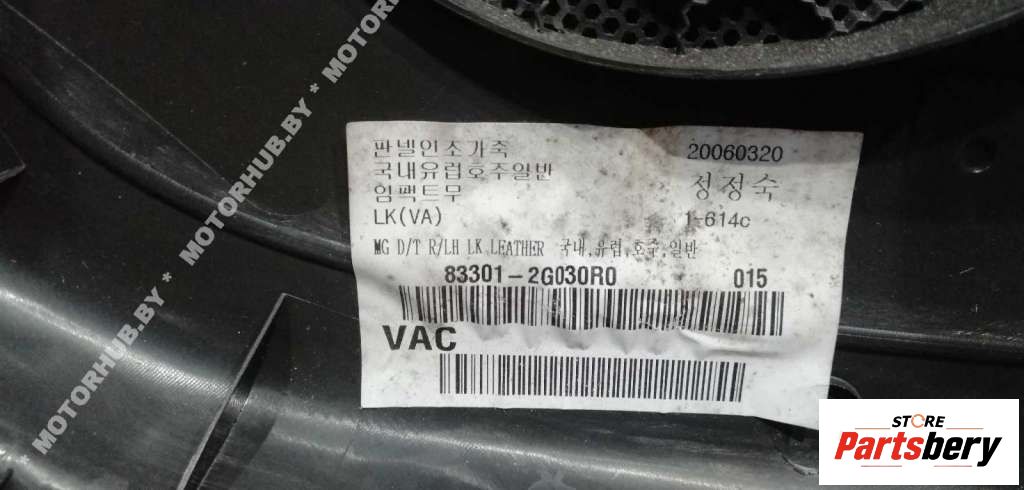 판넬인소가죽 20060320
국내유럽호주일반 정정숙
힘팩트무
LK(VA) 1-614c
MG D/T R/LH LK LEATHER 국내,유럽,호주,일반
83301-2G030R0 015
VAC
MOTORHUB.BY * MOTORHUB.BY * MOTORHUB.BY
STORE
Partsbery